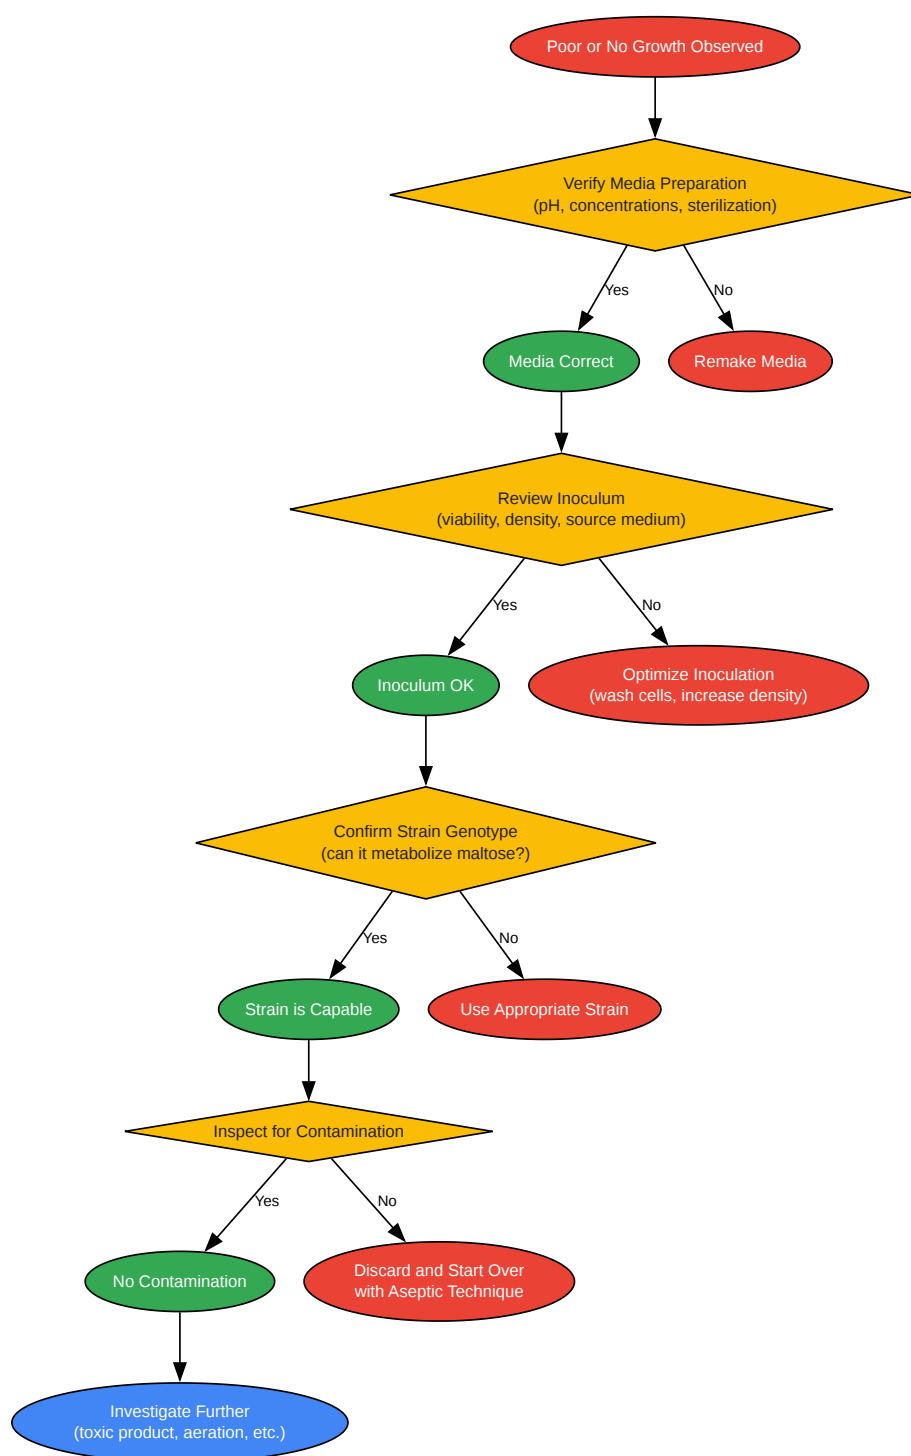 Poor or No Growth Observed
Verify Media Preparation
(pH, concentrations, sterilization)
Yes
No
Media Correct
Remake Media
Review Inoculum
(viability, density, source medium)
Yes
No
Inoculum OK
Optimize Inoculation
(wash cells, increase density)
Confirm Strain Genotype
(can it metabolize maltose?)
Yes
No
Strain is Capable
Use Appropriate Strain
Inspect for Contamination
Yes
No
No Contamination
Discard and Start Over
with Aseptic Technique
Investigate Further
(toxic product, aeration, etc.)